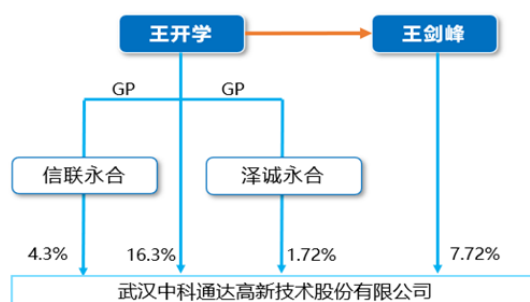 王开学
王剑峰
GP
GP
信联永合
泽诚永合
4.3%
16.3%
1.72%
7.72%
武汉中科通达高新技术股份有限公司